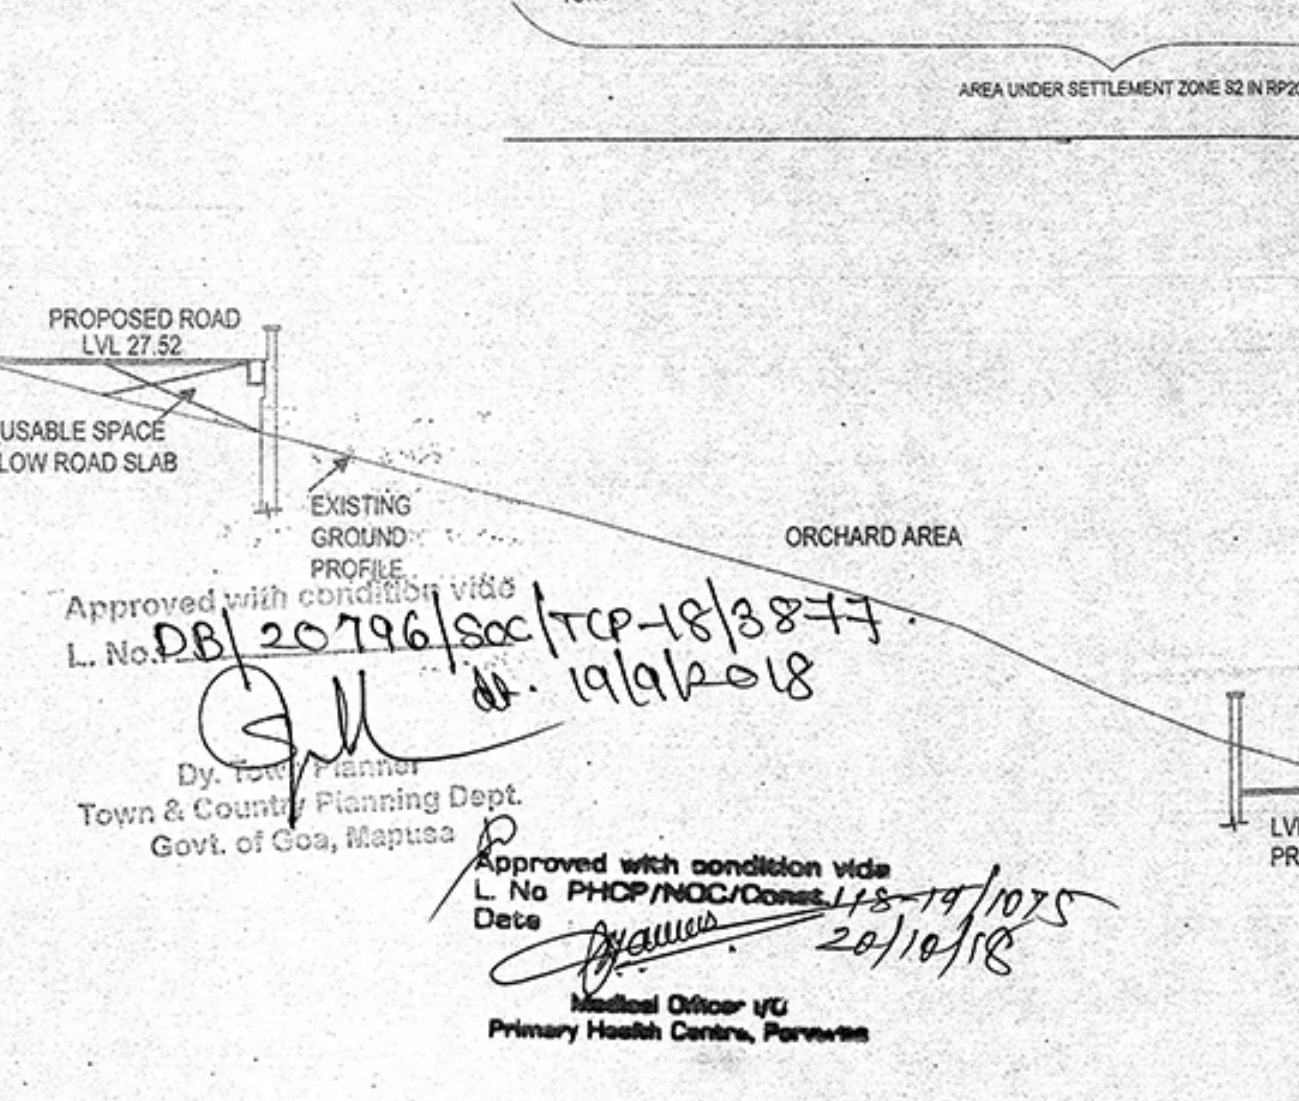 AREA UNDER SETTLEMENT ZONE S2 IN
PROPOSED ROAD
LVL 27.52
USABLE SPACE
LOW ROAD SLAB
EXISTING
GROUND
PROFILE
ORCHARD AREA
Approved with condition vide
L. No. DB/20796/SOC/TCP-18/3877.
dt. 19/9/2018
Dy. Town Planner
Town & Country Planning Dept.
Govt. of Goa, Mapusa
Approved with condition vide
L. No PHCP/NOC/Const./18-19/1075
Date 20/10/18
Medical Officer I/C
Primary Health Centre, Porvorim
LV
PR